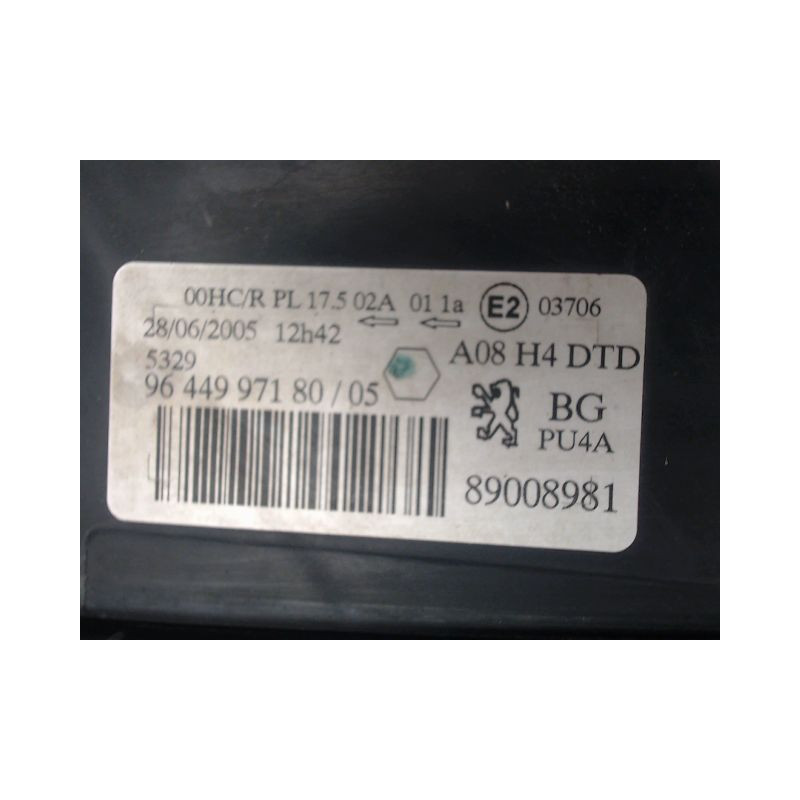 00HC/R PL 17.5 02A 01 1a E2 03706
28/06/2005 12h42
5329
A08 H4 DTD
96 449 971 80 / 05
BG
PU4A
89008981